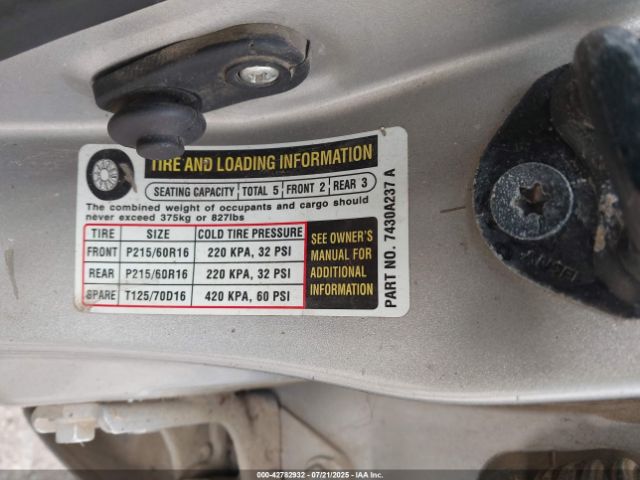 TIRE AND LOADING INFORMATION
SEATING CAPACITY TOTAL 5 FRONT 2 REAR 3
The combined weight of occupants and cargo should
never exceed 375kg or 827lbs
TIRE SIZE COLD TIRE PRESSURE
FRONT P215/60R16 220 KPA, 32 PSI
REAR P215/60R16 220 KPA, 32 PSI
SPARE T125/70D16 420 KPA, 60 PSI
SEE OWNER'S
MANUAL FOR
ADDITIONAL
INFORMATION
PART NO. 7430A237 A
000-42782932 - 07/21/2025 - IAAI.COM